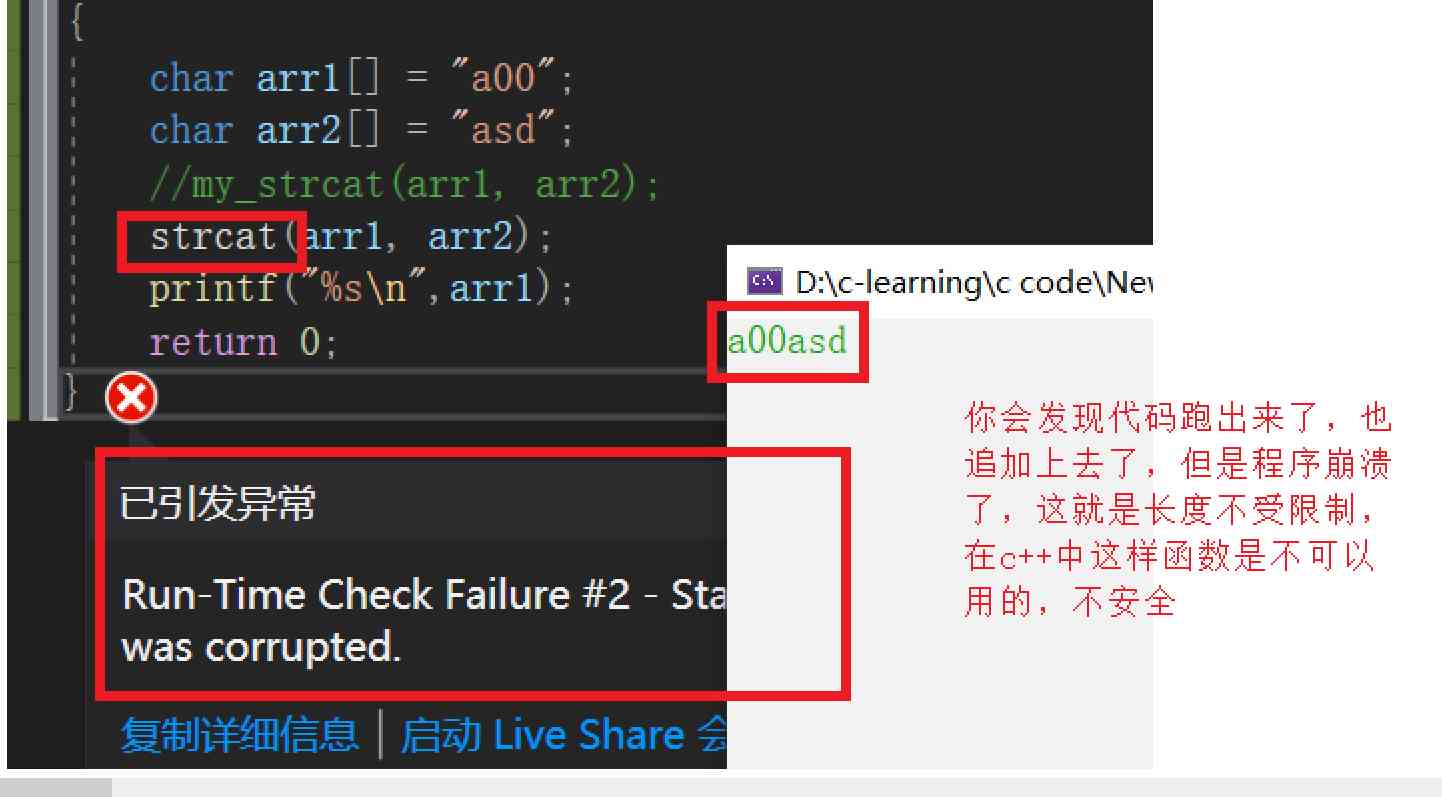 {
char arr1[] = "a00";
char arr2[] = "asd";
//my_strcat(arr1, arr2);
strcat(arr1, arr2);
printf("%s\n",arr1);
return 0;
}
D:\c-learning\c code\Nev
a00asd
你会发现代码跑出来了，也
追加上去了，但是程序崩溃
了，这就是长度不受限制，
在c++中这样函数是不可以
用的，不安全
已引发异常
Run-Time Check Failure #2 - Sta
was corrupted.
复制详细信息 | 启动 Live Share 会